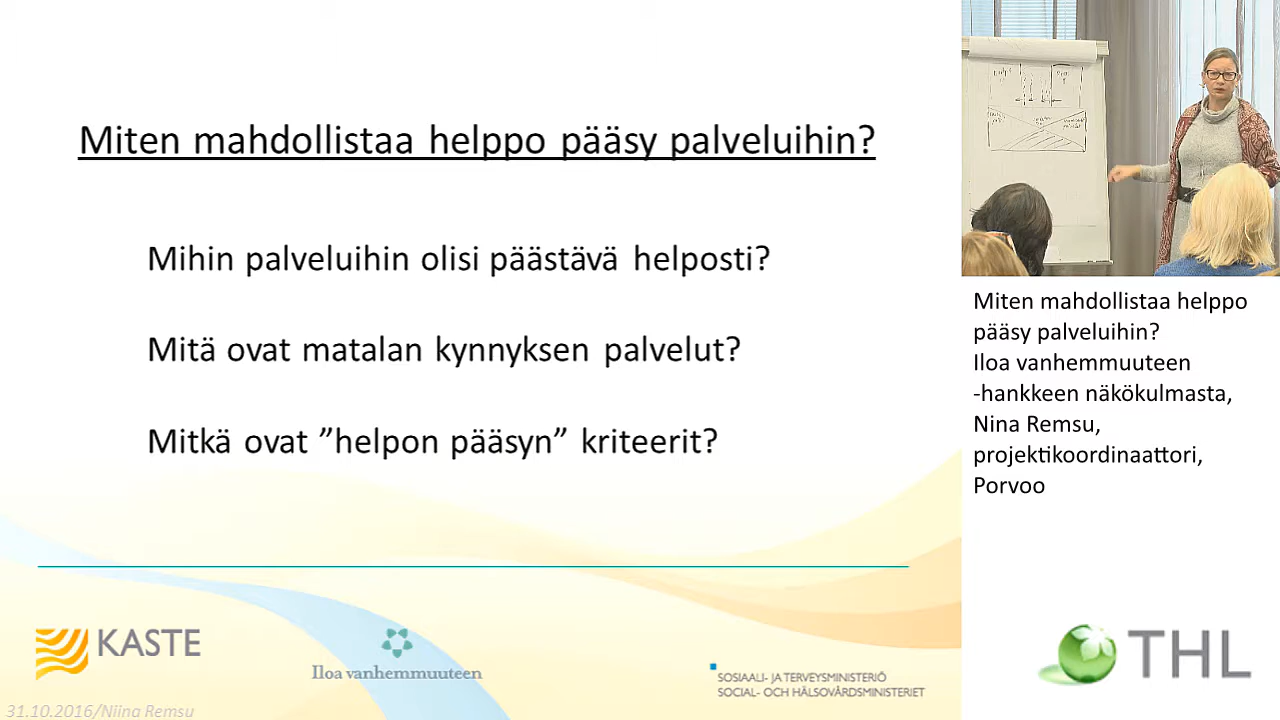 Miten mahdollistaa helppo pääsy palveluihin?
Mihin palveluihin olisi päästävä helposti?
Mitä ovat matalan kynnyksen palvelut?
Mitkä ovat ”helpon pääsyn” kriteerit?
KASTE
Iloa vanhemmuuteen
SOSIAALI- JA TERVEYSMINISTERIÖ
SOCIAL- OCH HÄLSOVÅRDSMINISTERIET
31.10.2016/Niina Remsu
Miten mahdollistaa helppo
pääsy palveluihin?
Iloa vanhemmuuteen
-hankkeen näkökulmasta,
Nina Remsu,
projektikoordinaattori,
Porvoo
THL